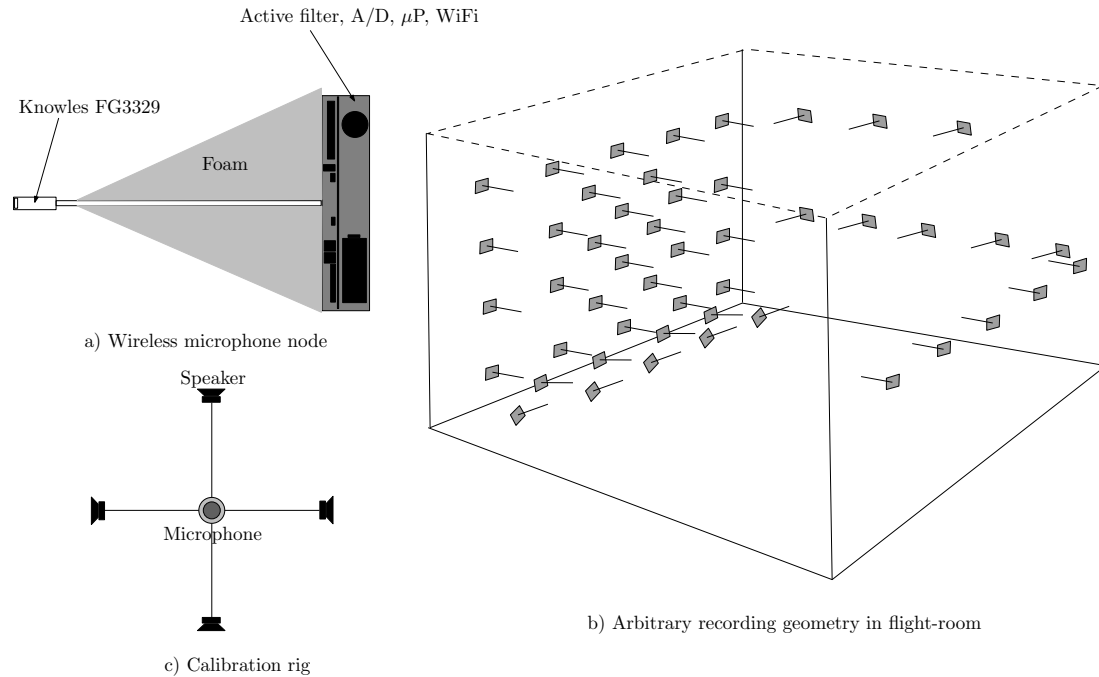 Active filter, A/D, μP, WiFi
Knowles FG3329
Foam
a) Wireless microphone node
Speaker
Microphone
c) Calibration rig
b) Arbitrary recording geometry in flight-room